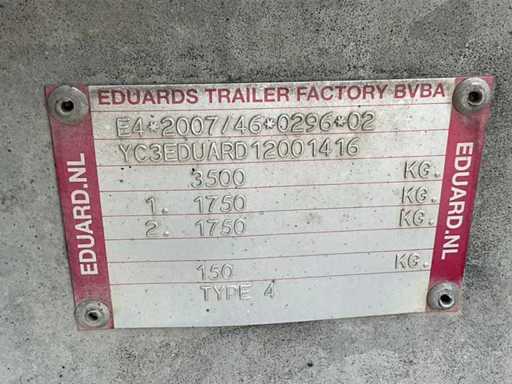 EDUARDS TRAILER FACTORY BVBA
E4*2007/46*0296*02
YC3EDUARD12001416
3500 KG.
1. 1750 KG.
2. 1750 KG.
150 KG.
TYPE 4
EDUARD.NL
EDUARD.NL